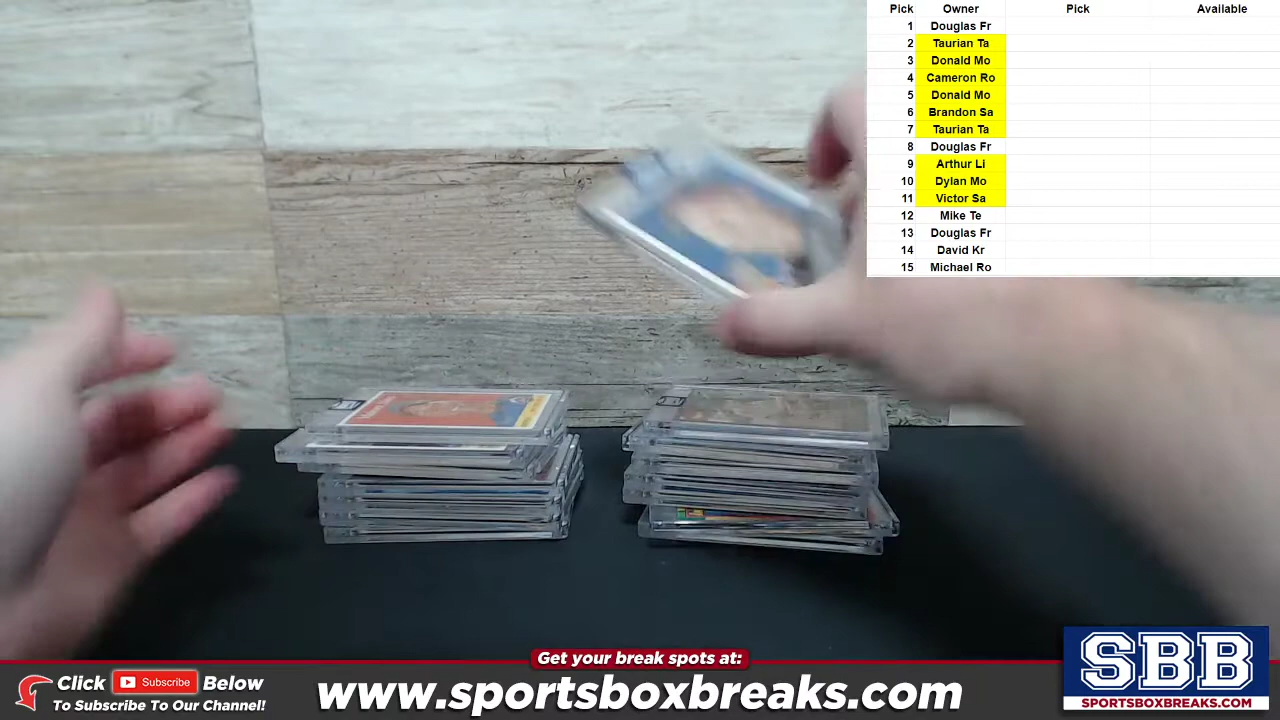 Pick Owner Pick Available
1 Douglas Fr
2 Taurian Ta
3 Donald Mo
4 Cameron Ro
5 Donald Mo
6 Brandon Sa
7 Taurian Ta
8 Douglas Fr
9 Arthur Li
10 Dylan Mo
11 Victor Sa
12 Mike Te
13 Douglas Fr
14 David Kr
15 Michael Ro
Get your break spots at:
Click Subscribe Below
To Subscribe To Our Channel!
www.sportsboxbreaks.com
SBB
SPORTSBOXBREAKS.COM